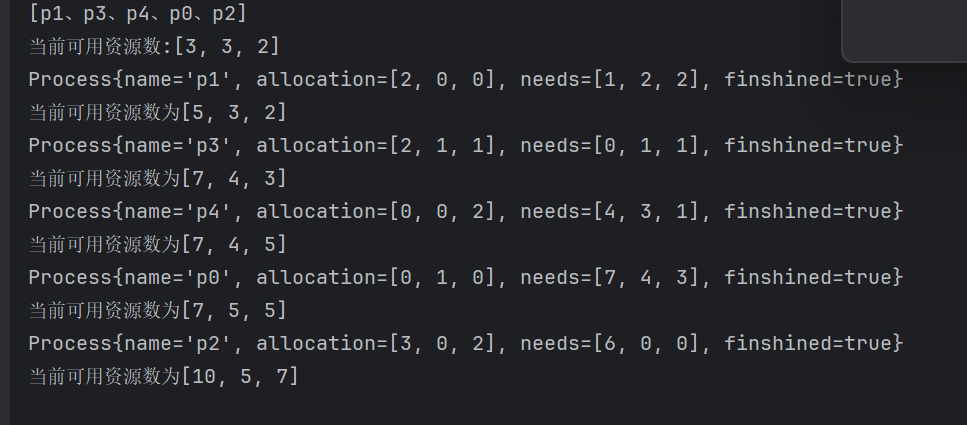 [p1、p3、p4、p0、p2]
当前可用资源数:[3, 3, 2]
Process{name='p1', allocation=[2, 0, 0], needs=[1, 2, 2], finshined=true}
当前可用资源数为[5, 3, 2]
Process{name='p3', allocation=[2, 1, 1], needs=[0, 1, 1], finshined=true}
当前可用资源数为[7, 4, 3]
Process{name='p4', allocation=[0, 0, 2], needs=[4, 3, 1], finshined=true}
当前可用资源数为[7, 4, 5]
Process{name='p0', allocation=[0, 1, 0], needs=[7, 4, 3], finshined=true}
当前可用资源数为[7, 5, 5]
Process{name='p2', allocation=[3, 0, 2], needs=[6, 0, 0], finshined=true}
当前可用资源数为[10, 5, 7]